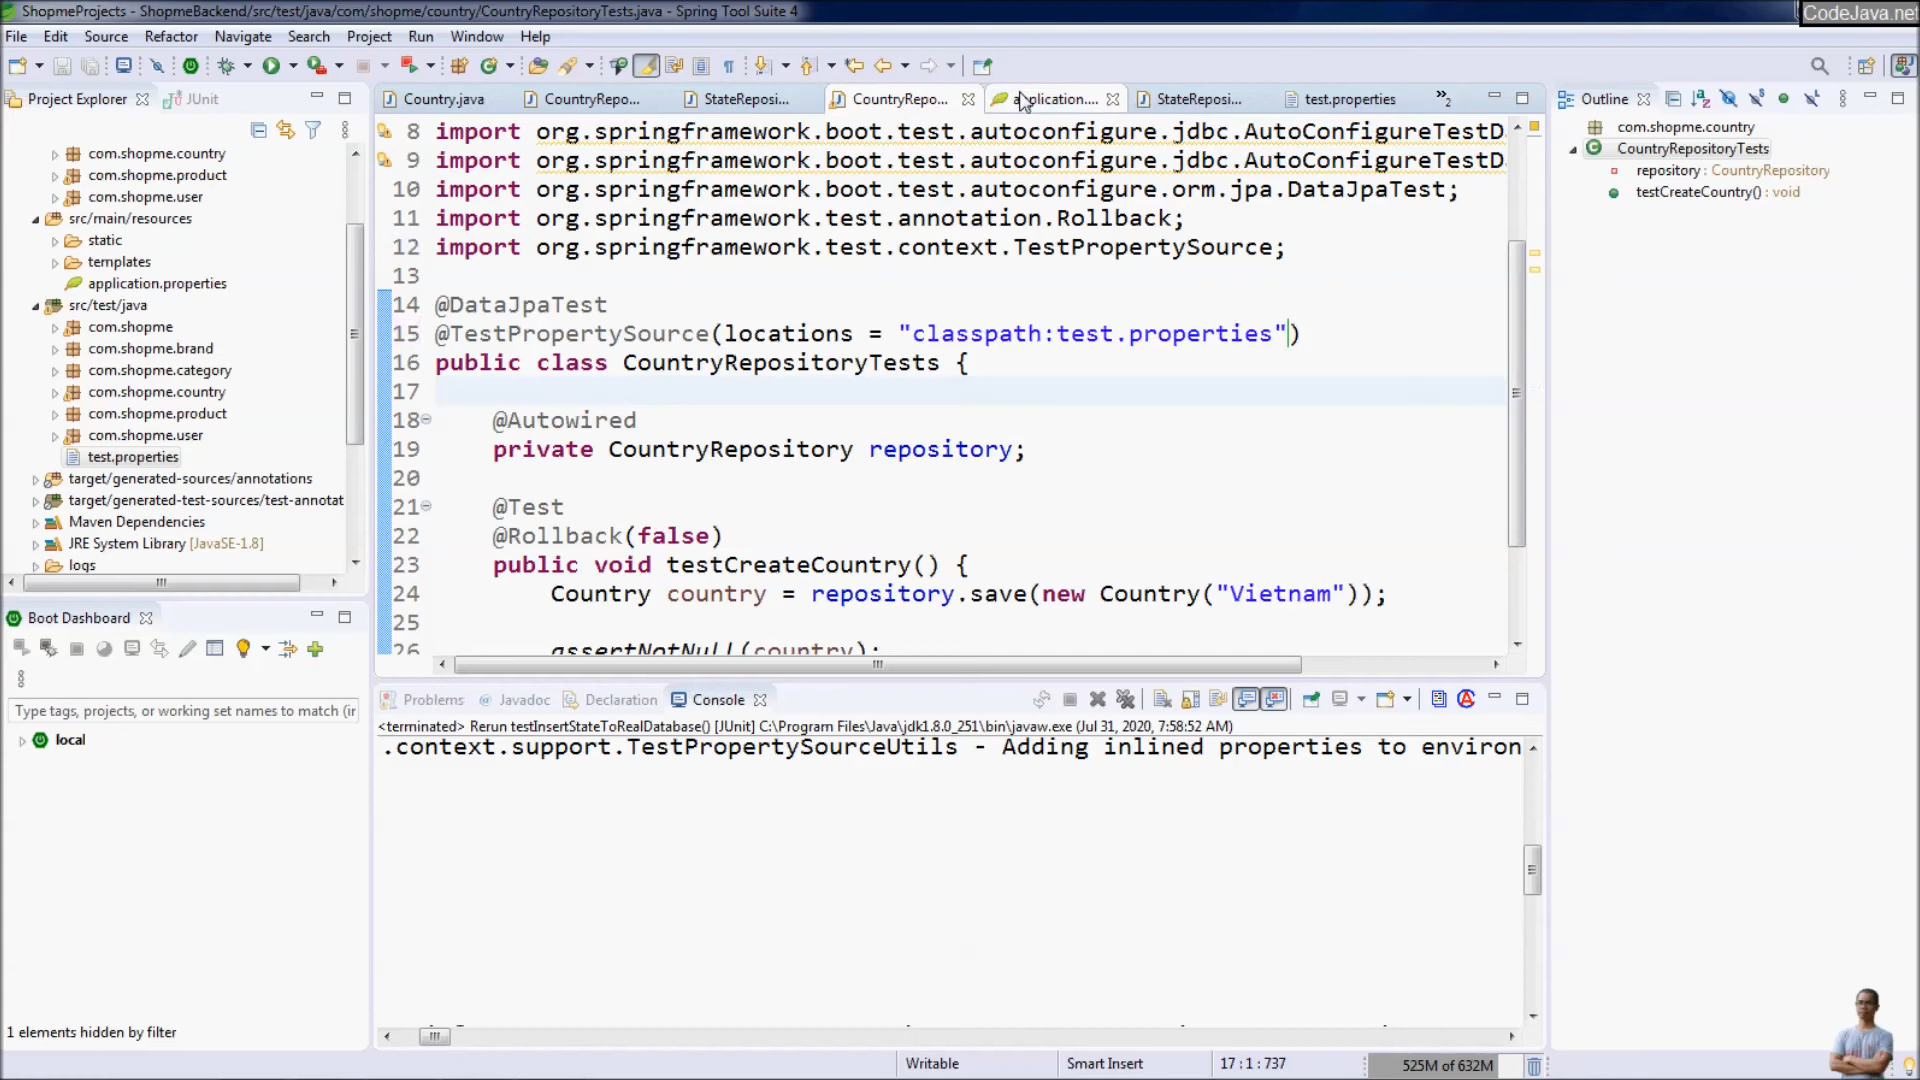 ShopmeProjects - ShopmeBackend/src/test/java/com/shopme/country/CountryRepositoryTests.java - Spring Tool Suite 4
CodeJava.net
File Edit Source Refactor Navigate Search Project Run Window Help
Project Explorer
JUnit
Country.java
CountryRepo...
StateReposi...
CountryRepo...
application....
StateReposi...
test.properties
»2
Outline
com.shopme.country
com.shopme.product
com.shopme.user
src/main/resources
static
templates
application.properties
src/test/java
com.shopme
com.shopme.brand
com.shopme.category
com.shopme.country
com.shopme.product
com.shopme.user
test.properties
target/generated-sources/annotations
target/generated-test-sources/test-annotat
Maven Dependencies
JRE System Library [JavaSE-1.8]
logs
8 import org.springframework.boot.test.autoconfigure.jdbc.AutoConfigureTestD
9 import org.springframework.boot.test.autoconfigure.jdbc.AutoConfigureTestD
10 import org.springframework.boot.test.autoconfigure.orm.jpa.DataJpaTest;
11 import org.springframework.test.annotation.Rollback;
12 import org.springframework.test.context.TestPropertySource;
13
14 @DataJpaTest
15 @TestPropertySource(locations = "classpath:test.properties")
16 public class CountryRepositoryTests {
17
18 @Autowired
19 private CountryRepository repository;
20
21 @Test
22 @Rollback(false)
23 public void testCreateCountry() {
24 Country country = repository.save(new Country("Vietnam"));
25
26 assertNotNull(country);
com.shopme.country
CountryRepositoryTests
repository : CountryRepository
testCreateCountry() : void
Boot Dashboard
Type tags, projects, or working set names to match (ir
local
1 elements hidden by filter
Problems
@ Javadoc
Declaration
Console
<terminated> Rerun testInsertStateToRealDatabase() [JUnit] C:\Program Files\Java\jdk1.8.0_251\bin\javaw.exe (Jul 31, 2020, 7:58:52 AM)
.context.support.TestPropertySourceUtils - Adding inlined properties to environ
Writable
Smart Insert
17 : 1 : 737
525M of 632M